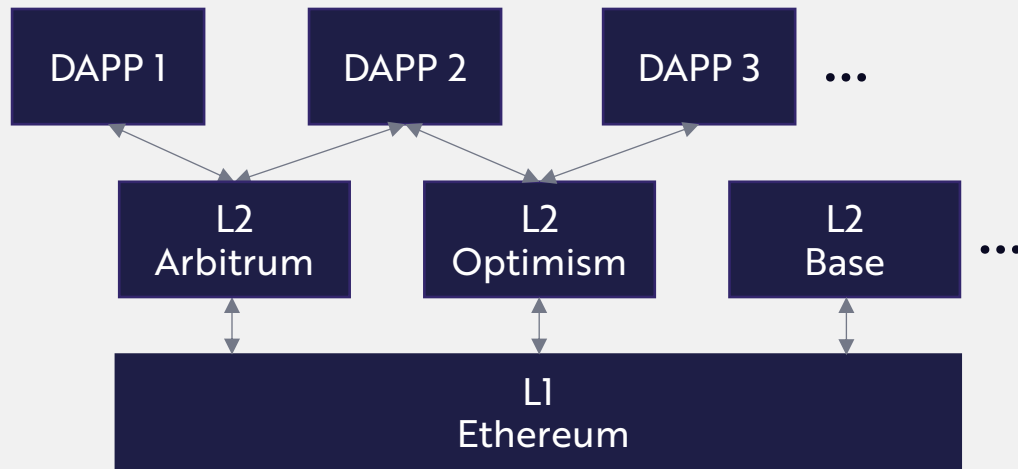 DAPP 1
DAPP 2
DAPP 3
...
L2
Arbitrum
L2
Optimism
L2
Base
...
L1
Ethereum